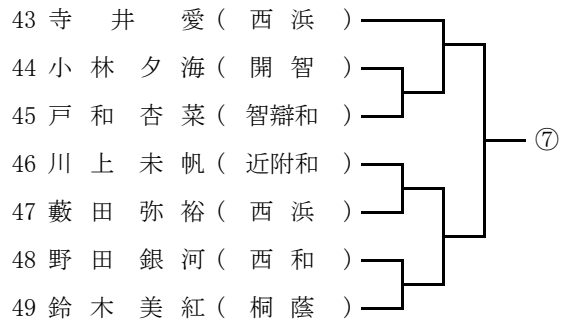 43 寺井 愛 ( 西浜 )
44 小林夕海 ( 開智 )
45 戸和杏菜 ( 智辯和 )
46 川上未帆 ( 近附和 )
47 藪田弥裕 ( 西浜 )
48 野田銀河 ( 西和 )
49 鈴木美紅 ( 桐蔭 )
⑦